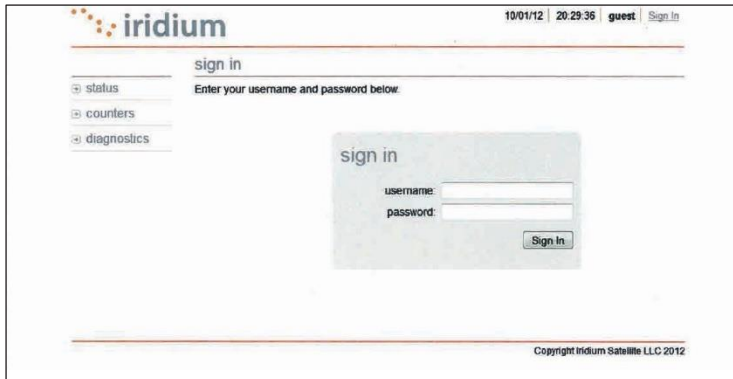 iridium
10/01/12 20:29:36 guest Sign In
sign in
status
counters
diagnostics
Enter your username and password below.
sign in
username:
password:
Sign In
Copyright Iridium Satellite LLC 2012